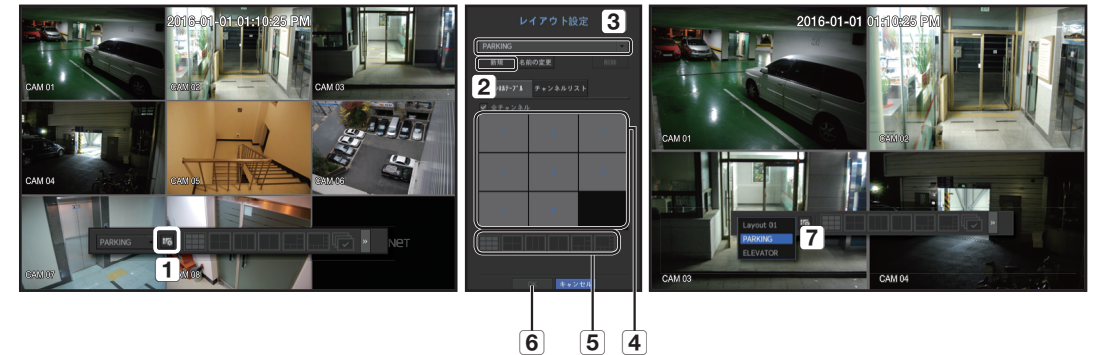 2016-01-01 01:10:25 PM
CAM 01
CAM 02
CAM 03
CAM 04
CAM 05
CAM 06
CAM 07
CAM 08
PARKING
»
1
レイアウト設定
3
PARKING
新規
名前の変更
削除
2
チャンネルリスト
全チャンネル
キャンセル
6
5
4
2016-01-01 01:10:25 PM
CAM 01
CAM 02
CAM 03
CAM 04
Layout 01
PARKING
ELEVATOR
»
7